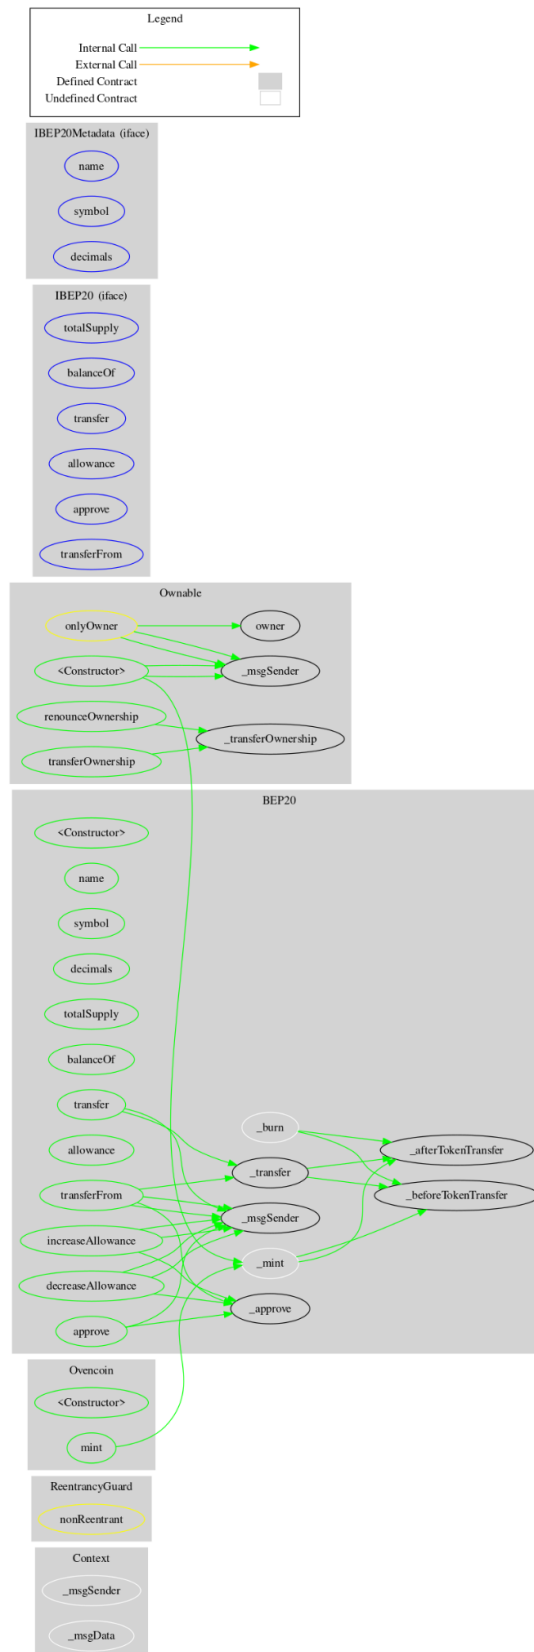 Legend
Internal Call
External Call
Defined Contract
Undefined Contract
IBEP20Metadata (iface)
name
symbol
decimals
IBEP20 (iface)
totalSupply
balanceOf
transfer
allowance
approve
transferFrom
Ownable
onlyOwner
owner
<Constructor>
_msgSender
renounceOwnership
_transferOwnership
transferOwnership
BEP20
<Constructor>
name
symbol
decimals
totalSupply
balanceOf
transfer
_burn
allowance
_transfer
_afterTokenTransfer
transferFrom
_msgSender
_beforeTokenTransfer
increaseAllowance
_mint
decreaseAllowance
_approve
approve
Ovencoin
<Constructor>
mint
ReentrancyGuard
nonReentrant
Context
_msgSender
_msgData